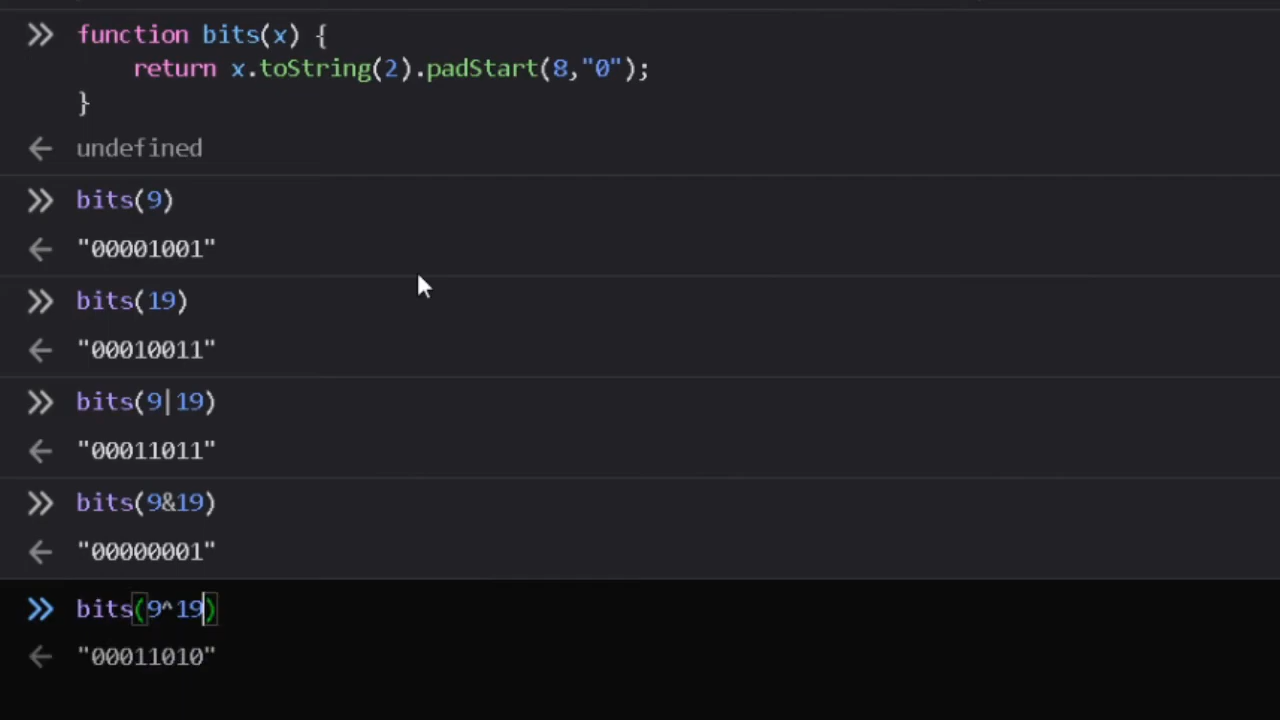 function bits(x) {
    return x.toString(2).padStart(8,"0");
}
undefined
bits(9)
"00001001"
bits(19)
"00010011"
bits(9|19)
"00011011"
bits(9&19)
"00000001"
bits(9^19)
"00011010"